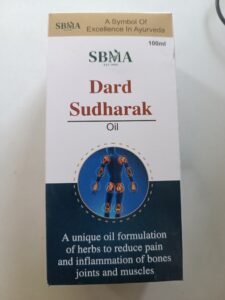 SBMA
A Symbol Of
Excellence In Ayurveda
100ml
SBMA
Dard
Sudharak
Oil
A unique oil formulation
of herbs to reduce pain
and inflammation of bones
joints and muscles